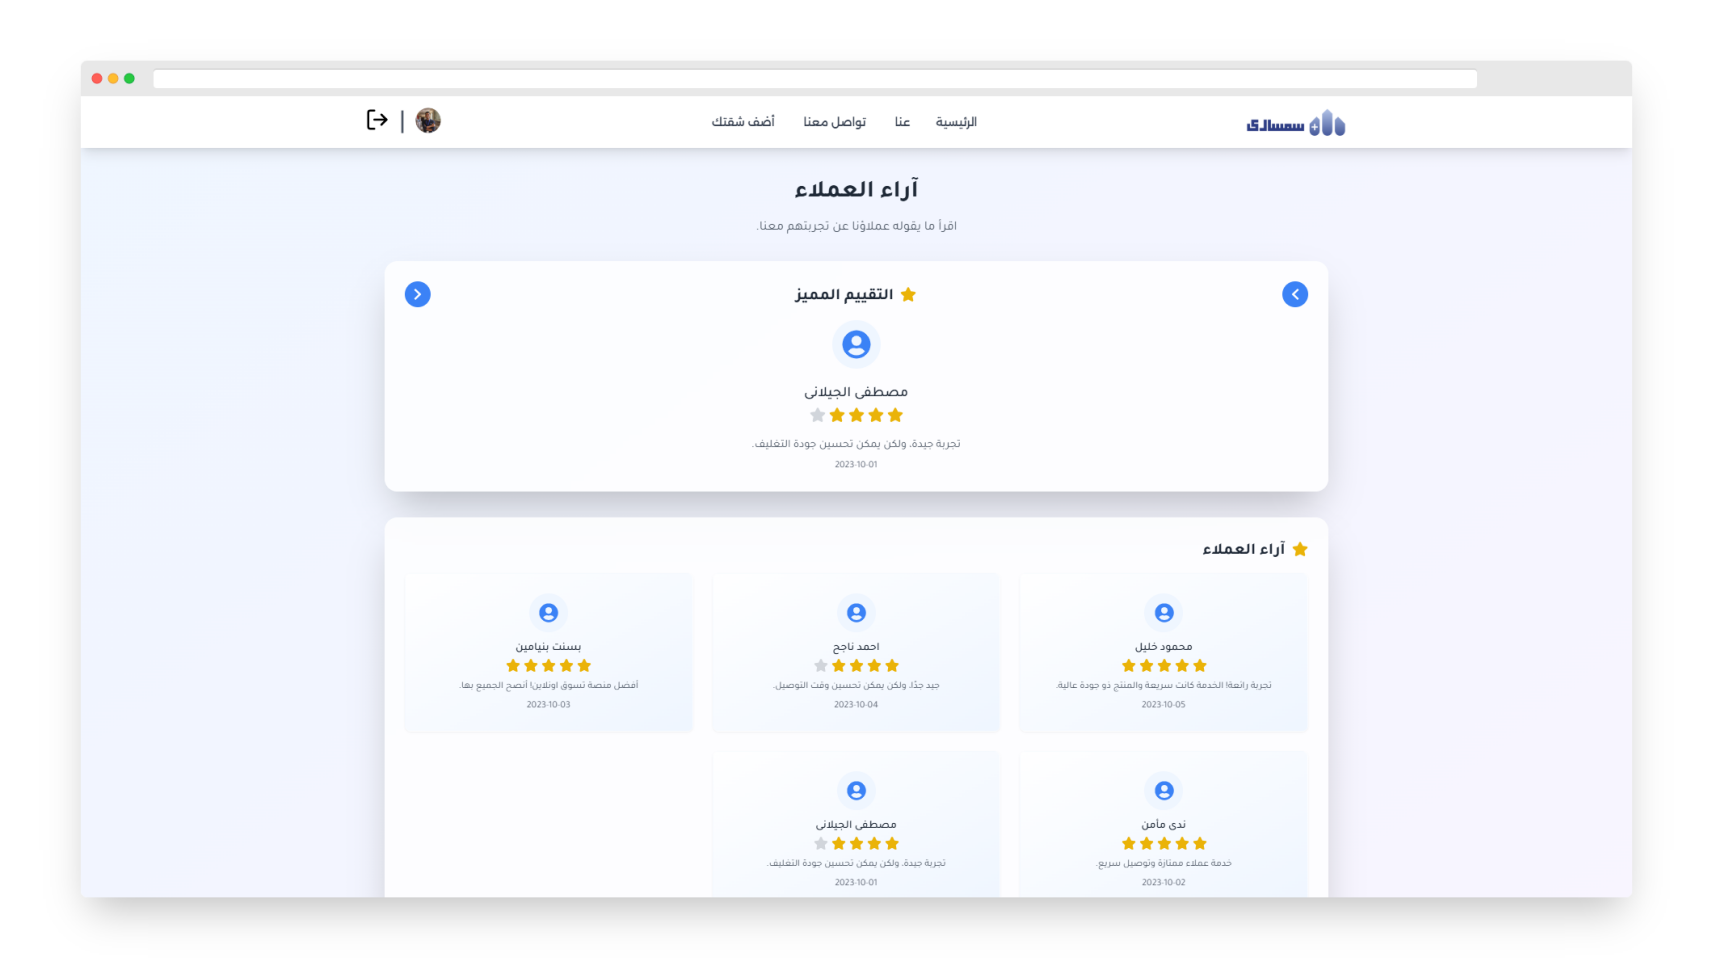 سمساري
الرئيسية
عنا
تواصل معنا
أضف شقتك
آراء العملاء
اقرأ ما يقوله عملاؤنا عن تجربتهم معنا.
التقييم المميز
مصطفى الجيلانى
تجربة جيدة، ولكن يمكن تحسين جودة التغليف.
2023-10-01
آراء العملاء
محمود خليل
تجربة رائعة! الخدمة كانت سريعة والمنتج ذو جودة عالية.
2023-10-05
احمد ناجح
جيد جدًا، ولكن يمكن تحسين وقت التوصيل.
2023-10-04
بسنت بنيامين
أفضل منصة تسوق اونلاين! أنصح الجميع بها.
2023-10-03
ندى مأمن
خدمة عملاء ممتازة وتوصيل سريع.
2023-10-02
مصطفى الجيلانى
تجربة جيدة، ولكن يمكن تحسين جودة التغليف.
2023-10-01